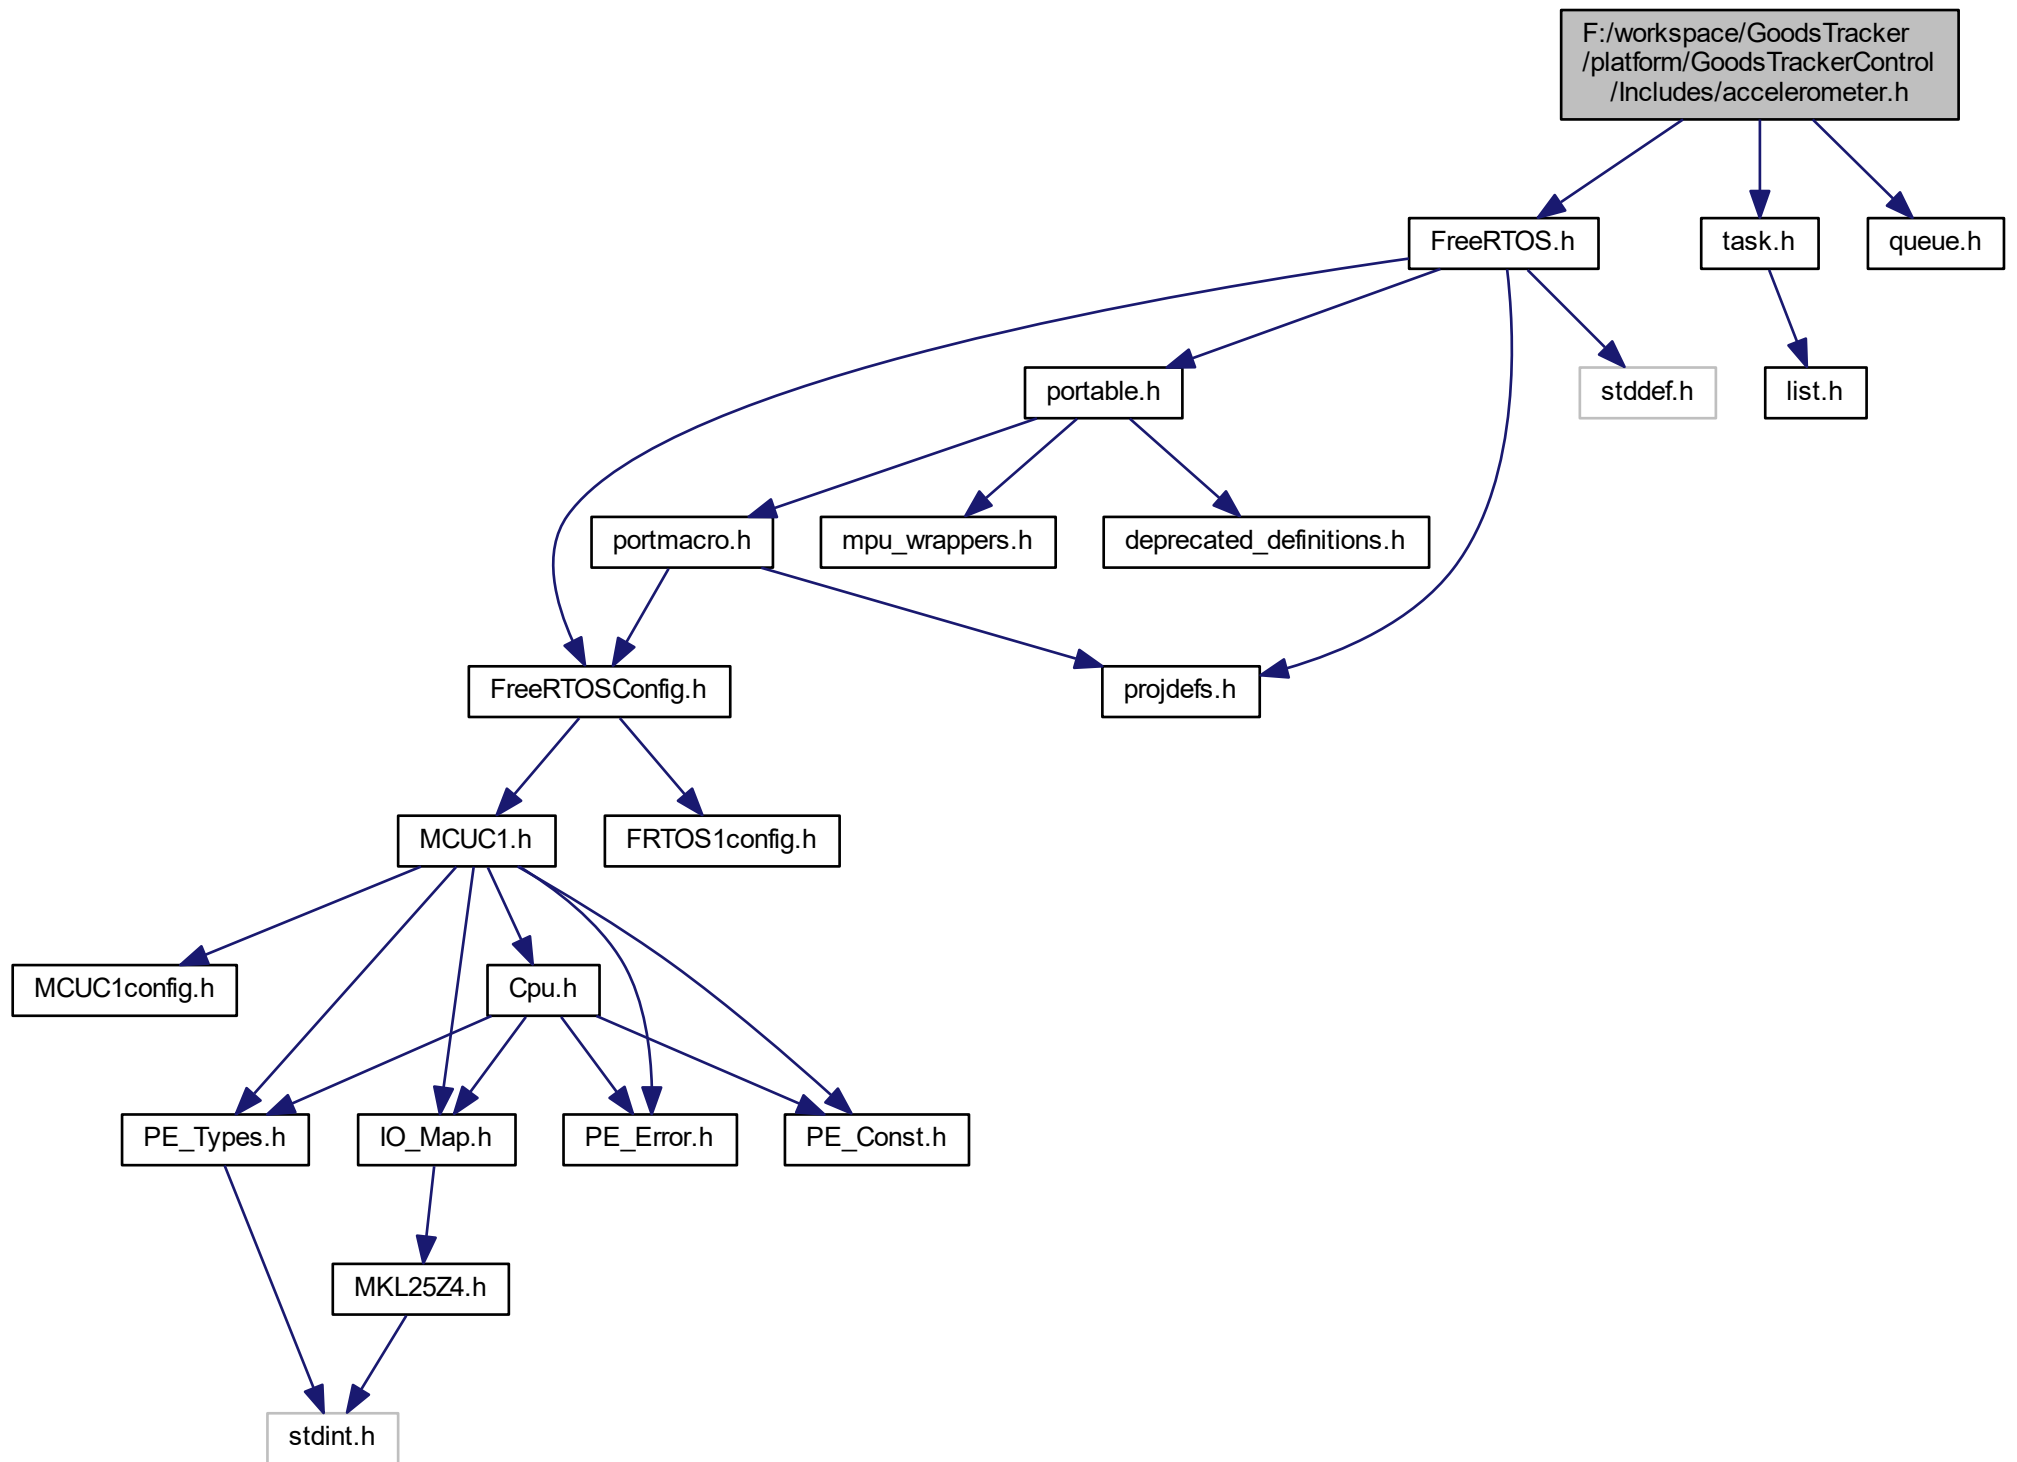 F:/workspace/GoodsTracker
/platform/GoodsTrackerControl
/Includes/accelerometer.h
FreeRTOS.h
task.h
queue.h
portable.h
stddef.h
list.h
portmacro.h
mpu_wrappers.h
deprecated_definitions.h
FreeRTOSConfig.h
projdefs.h
MCUC1.h
FRTOS1config.h
MCUC1config.h
Cpu.h
PE_Types.h
IO_Map.h
PE_Error.h
PE_Const.h
MKL25Z4.h
stdint.h